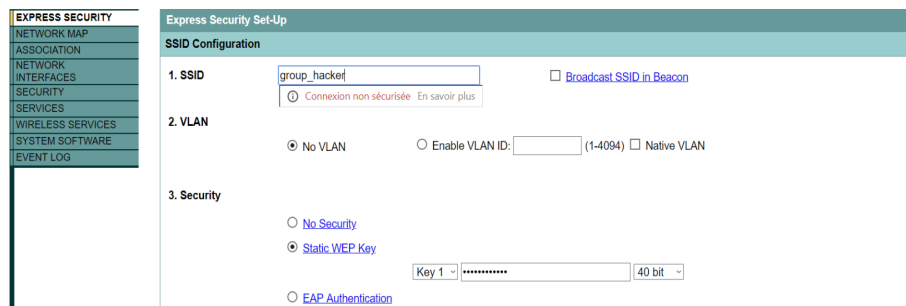 EXPRESS SECURITY
NETWORK MAP
ASSOCIATION
NETWORK
INTERFACES
SECURITY
SERVICES
WIRELESS SERVICES
SYSTEM SOFTWARE
EVENT LOG
Express Security Set-Up
SSID Configuration
1. SSID group_hacker Broadcast SSID in Beacon
Connexion non sécurisée En savoir plus
2. VLAN
No VLAN Enable VLAN ID: (1-4094) Native VLAN
3. Security
No Security
Static WEP Key
Key 1 •••••••••••• 40 bit
EAP Authentication